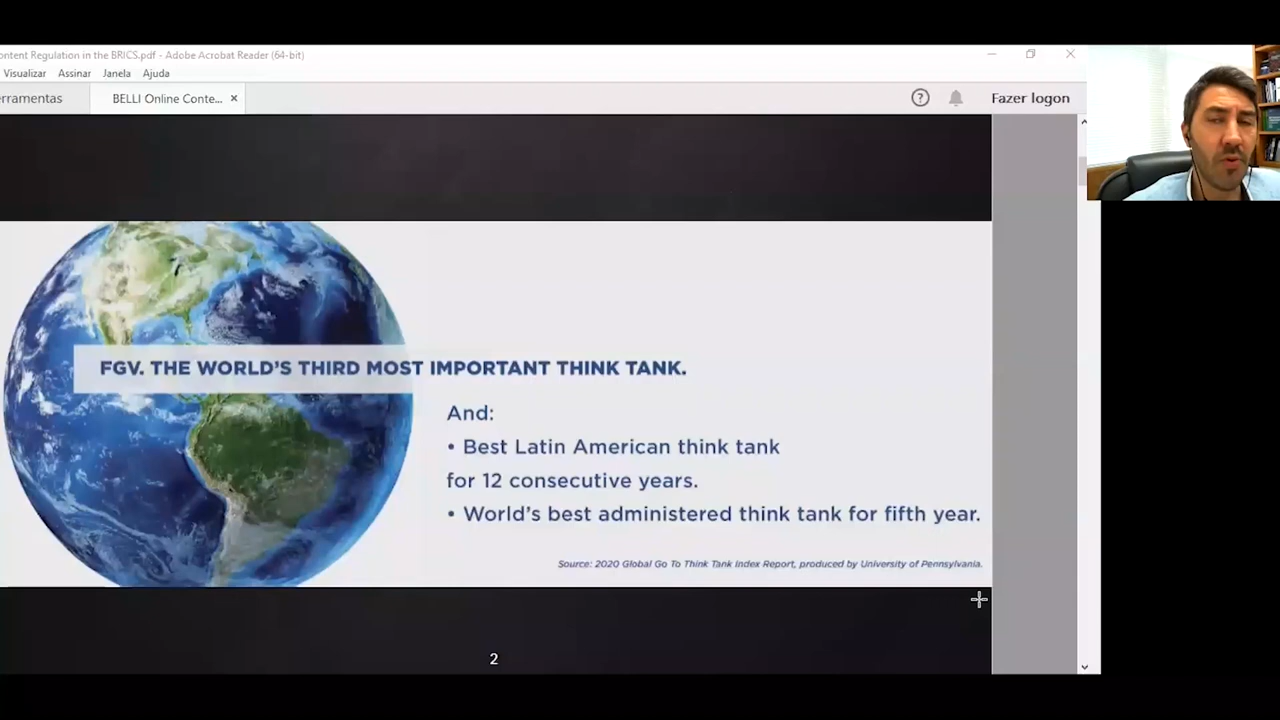 ontent Regulation in the BRICS.pdf - Adobe Acrobat Reader (64-bit)
Visualizar Assinar Janela Ajuda
erramentas BELLI Online Conte... × Fazer logon
FGV. THE WORLD'S THIRD MOST IMPORTANT THINK TANK.
And:
• Best Latin American think tank
for 12 consecutive years.
• World's best administered think tank for fifth year.
Source: 2020 Global Go To Think Tank Index Report, produced by University of Pennsylvania.
2